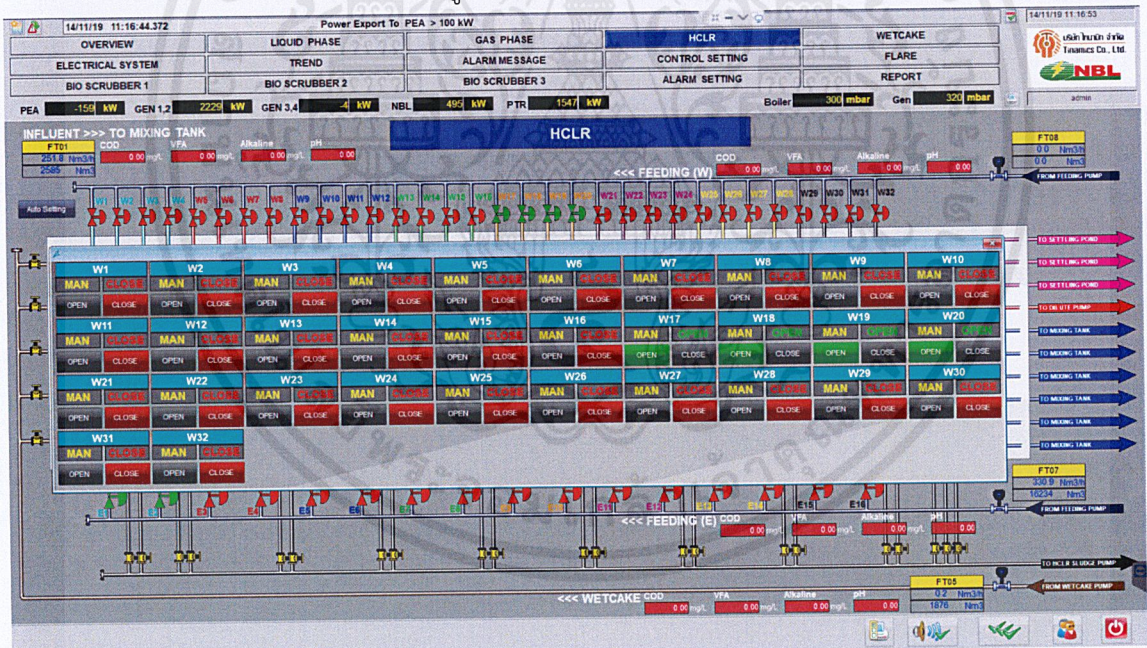 14/11/19 11:16:44.372
Power Export To PEA > 100 kW
14/11/19 11:16:53
OVERVIEW LIQUID PHASE GAS PHASE HCLR WETCAKE
ELECTRICAL SYSTEM TREND ALARM MESSAGE CONTROL SETTING FLARE
BIO SCRUBBER 1 BIO SCRUBBER 2 BIO SCRUBBER 3 ALARM SETTING REPORT
Tinamics Co., Ltd.
NBL
admin
PEA -159 kW GEN 1,2 2229 kW GEN 3,4 -4 kW NBL 495 kW PTR 1547 kW Boiler 300 mbar Gen 320 mbar
HCLR
INFLUENT >>> TO MIXING TANK
FT01 COD VFA Alkaline pH
251.8 Nm3/h 0.00 mg/L 0.00 mg/L 0.00 mg/L 0.00
2585 Nm3
<<< FEEDING (W) COD VFA Alkaline pH
0.00 mg/L 0.00 mg/L 0.00 mg/L 0.00
FT08
0.0 Nm3/h
0.0 Nm3
FROM FEEDING PUMP
Auto Setting
W1 W2 W3 W4 W5 W6 W7 W8 W9 W10 W11 W12 W13 W14 W15 W16 W21 W22 W23 W24 W25 W26 W27 W28 W29 W30 W31 W32
TO SETTLING POND
TO SETTLING POND
TO SETTLING POND
TO DILUTE PUMP
TO MIXING TANK
TO MIXING TANK
TO MIXING TANK
TO MIXING TANK
TO MIXING TANK
TO MIXING TANK
W1 W2 W3 W4 W5 W6 W7 W8 W9 W10
MAN CLOSE MAN CLOSE MAN CLOSE MAN CLOSE MAN CLOSE MAN CLOSE MAN CLOSE MAN CLOSE MAN CLOSE MAN CLOSE
OPEN CLOSE OPEN CLOSE OPEN CLOSE OPEN CLOSE OPEN CLOSE OPEN CLOSE OPEN CLOSE OPEN CLOSE OPEN CLOSE OPEN CLOSE
W11 W12 W13 W14 W15 W16 W17 W18 W19 W20
MAN CLOSE MAN CLOSE MAN CLOSE MAN CLOSE MAN CLOSE MAN CLOSE MAN OPEN MAN OPEN MAN OPEN MAN OPEN
OPEN CLOSE OPEN CLOSE OPEN CLOSE OPEN CLOSE OPEN CLOSE OPEN CLOSE OPEN CLOSE OPEN CLOSE OPEN CLOSE OPEN CLOSE
W21 W22 W23 W24 W25 W26 W27 W28 W29 W30
MAN CLOSE MAN CLOSE MAN CLOSE MAN CLOSE MAN CLOSE MAN CLOSE MAN CLOSE MAN CLOSE MAN CLOSE MAN CLOSE
OPEN CLOSE OPEN CLOSE OPEN CLOSE OPEN CLOSE OPEN CLOSE OPEN CLOSE OPEN CLOSE OPEN CLOSE OPEN CLOSE OPEN CLOSE
W31 W32
MAN CLOSE MAN CLOSE
OPEN CLOSE OPEN CLOSE
FT07
330.9 Nm3/h
16234 Nm3
FROM FEEDING PUMP
E1 E2 E3 E4 E5 E6 E11 E12 E13 E14 E15 E16
<<< FEEDING (E) COD VFA Alkaline pH
0.00 mg/L 0.00 mg/L 0.00 mg/L 0.00
TO HCLR SLUDGE PUMP
FT05
0.2 Nm3/h
1876 Nm3
FROM WETCAKE PUMP
<<< WETCAKE COD VFA Alkaline pH
0.00 mg/L 0.00 mg/L 0.00 mg/L 0.00